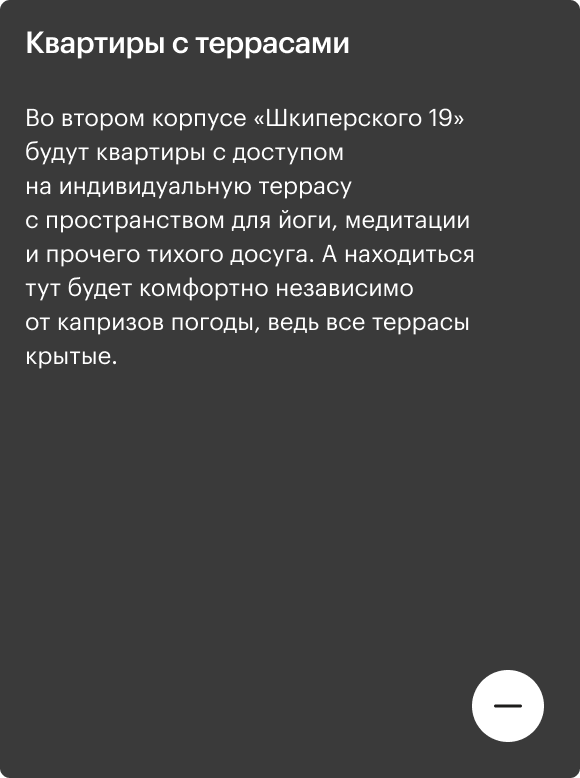 Квартиры с террасами
Во втором корпусе «Шкиперского 19»
будут квартиры с доступом
на индивидуальную террасу
с пространством для йоги, медитации
и прочего тихого досуга. А находиться
тут будет комфортно независимо
от капризов погоды, ведь все террасы
крытые.